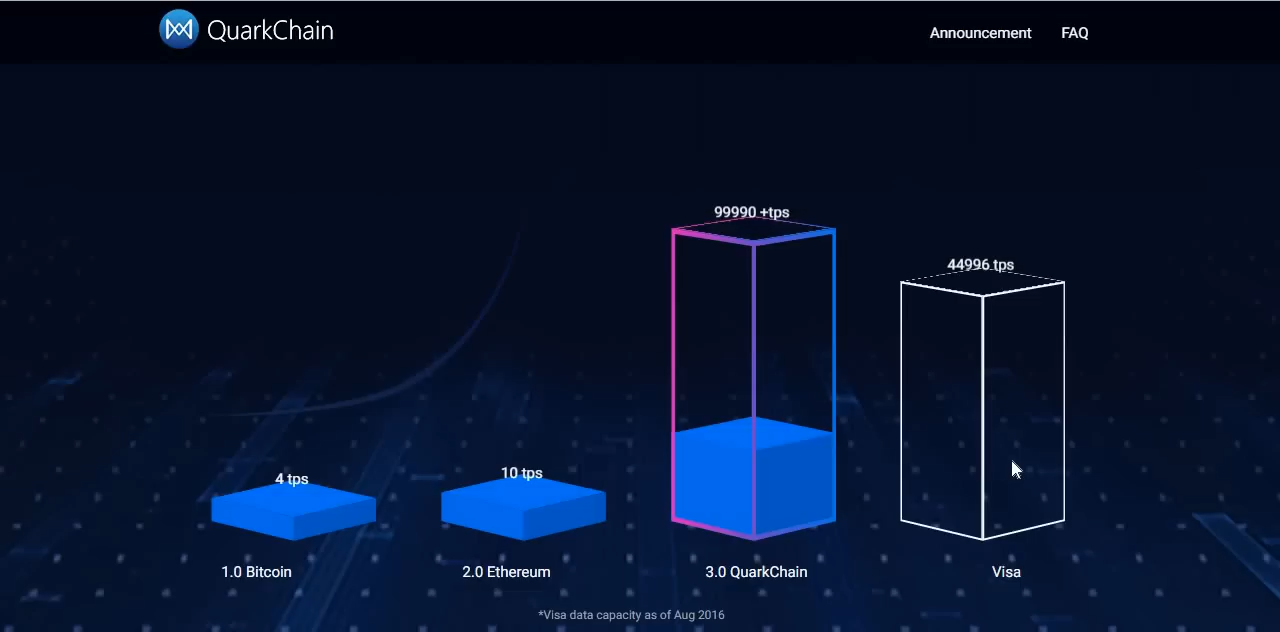 QuarkChain
Announcement
FAQ
99990 +tps
44996 tps
4 tps
10 tps
1.0 Bitcoin
2.0 Ethereum
3.0 QuarkChain
Visa
*Visa data capacity as of Aug 2016